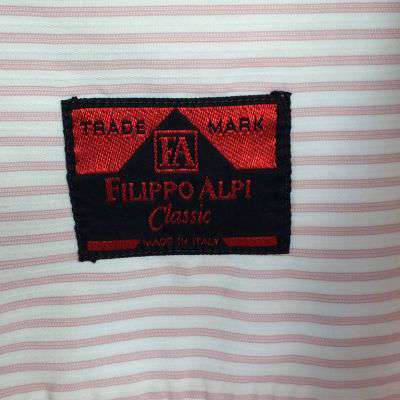 TRADE MARK
FA
FILIPPO ALPI
Classic
MADE IN ITALY